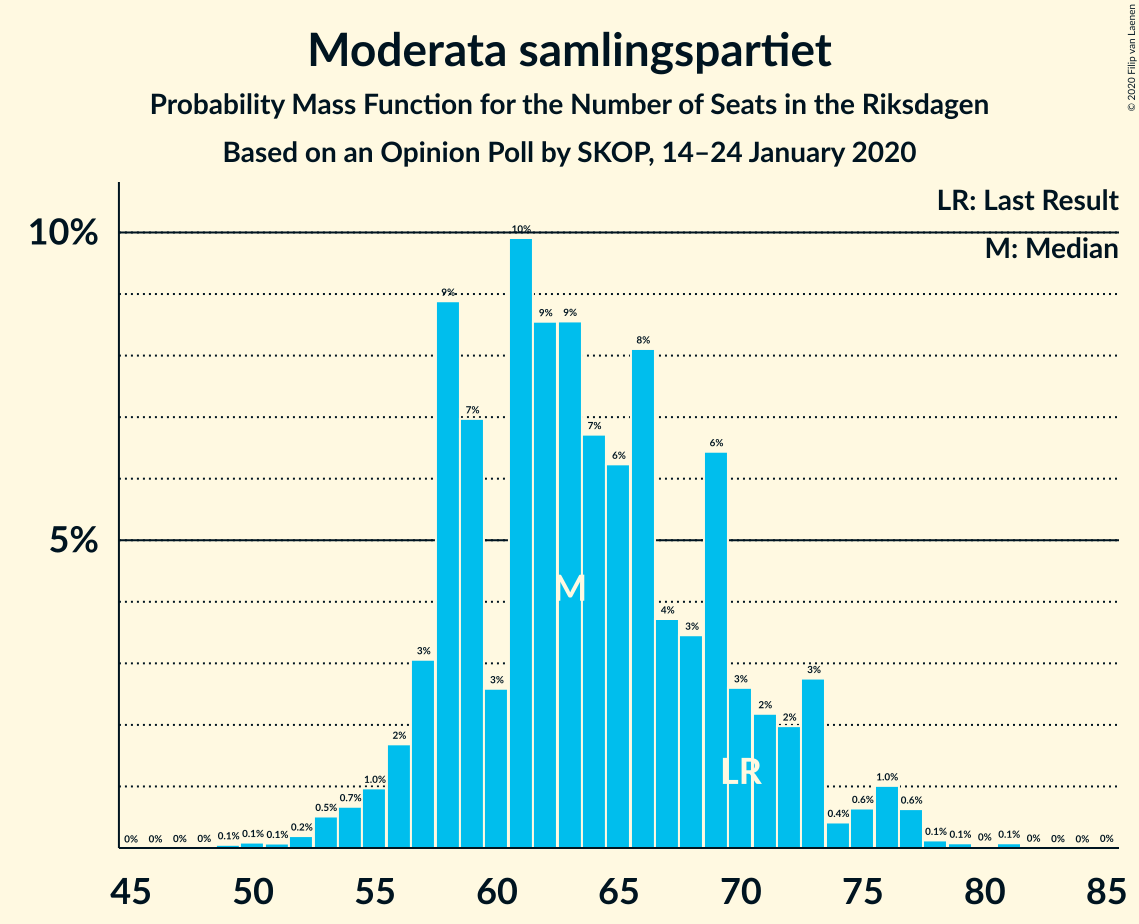 Moderata samlingspartiet
Probability Mass Function for the Number of Seats in the Riksdagen
Based on an Opinion Poll by SKOP, 14–24 January 2020
© 2020 Filip van Laenen
LR: Last Result
M: Median
10%
5%
0% 0% 0% 0% 0.1% 0.1% 0.1% 0.2% 0.5% 0.7% 1.0% 2% 3% 9% 7% 3% 10% 9% 9% 7% 6% 8% 4% 3% 6% 3% 2% 2% 3% 0.4% 0.6% 1.0% 0.6% 0.1% 0.1% 0% 0.1% 0% 0% 0% 0%
M
LR
45 50 55 60 65 70 75 80 85